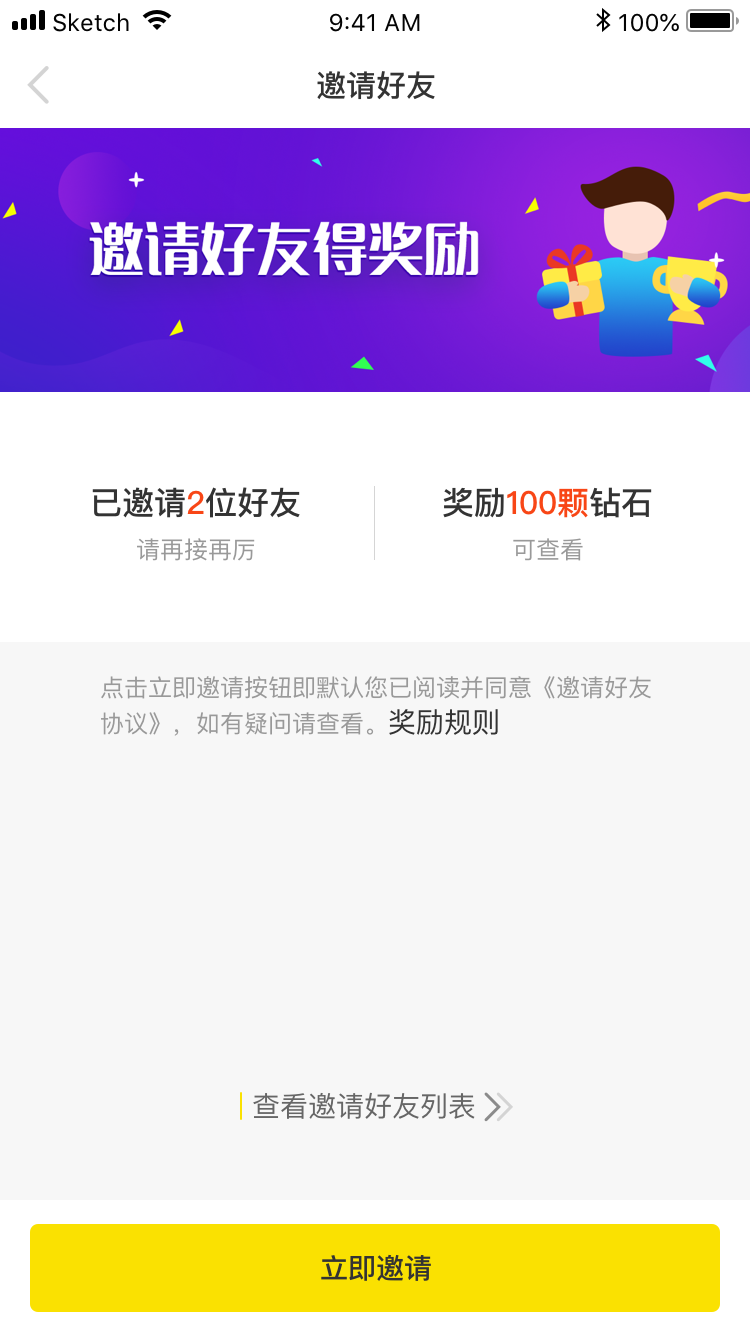 Sketch 9:41 AM 100%
邀请好友
邀请好友得奖励
已邀请2位好友
请再接再厉
奖励100颗钻石
可查看
点击立即邀请按钮即默认您已阅读并同意《邀请好友
协议》，如有疑问请查看。奖励规则
查看邀请好友列表
立即邀请